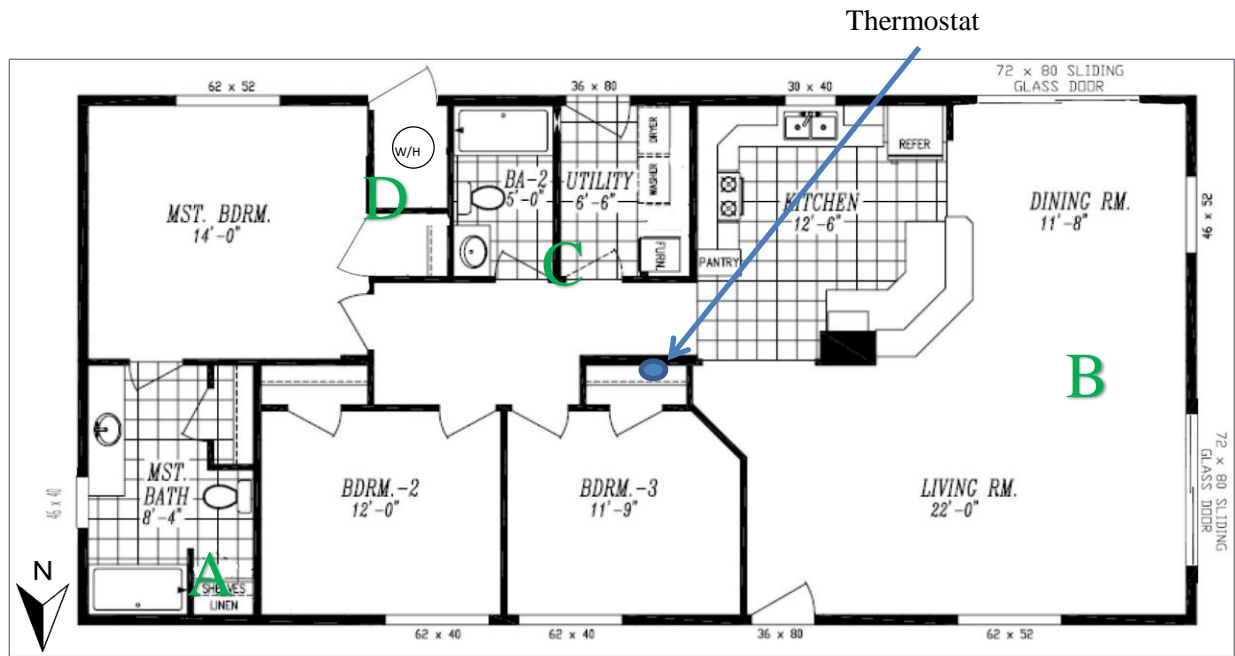 Thermostat
72 x 80 SLIDING
GLASS DOOR
62 x 52
36 x 80
30 x 40
W/H
DRYER
WASHER
REFER
D
BA-2
5'-0"
UTILITY
6'-6"
KITCHEN
12'-6"
DINING RM.
11'-8"
46 x 52
MST. BDRM.
14'-0"
C
FURN.
PANTRY
B
MST.
BATH
8'-4"
BDRM.-2
12'-0"
BDRM.-3
11'-9"
LIVING RM.
22'-0"
72 x 80 SLIDING
GLASS DOOR
46 x 40
N
A
SHELVES
LINEN
62 x 40
62 x 40
36 x 80
62 x 52